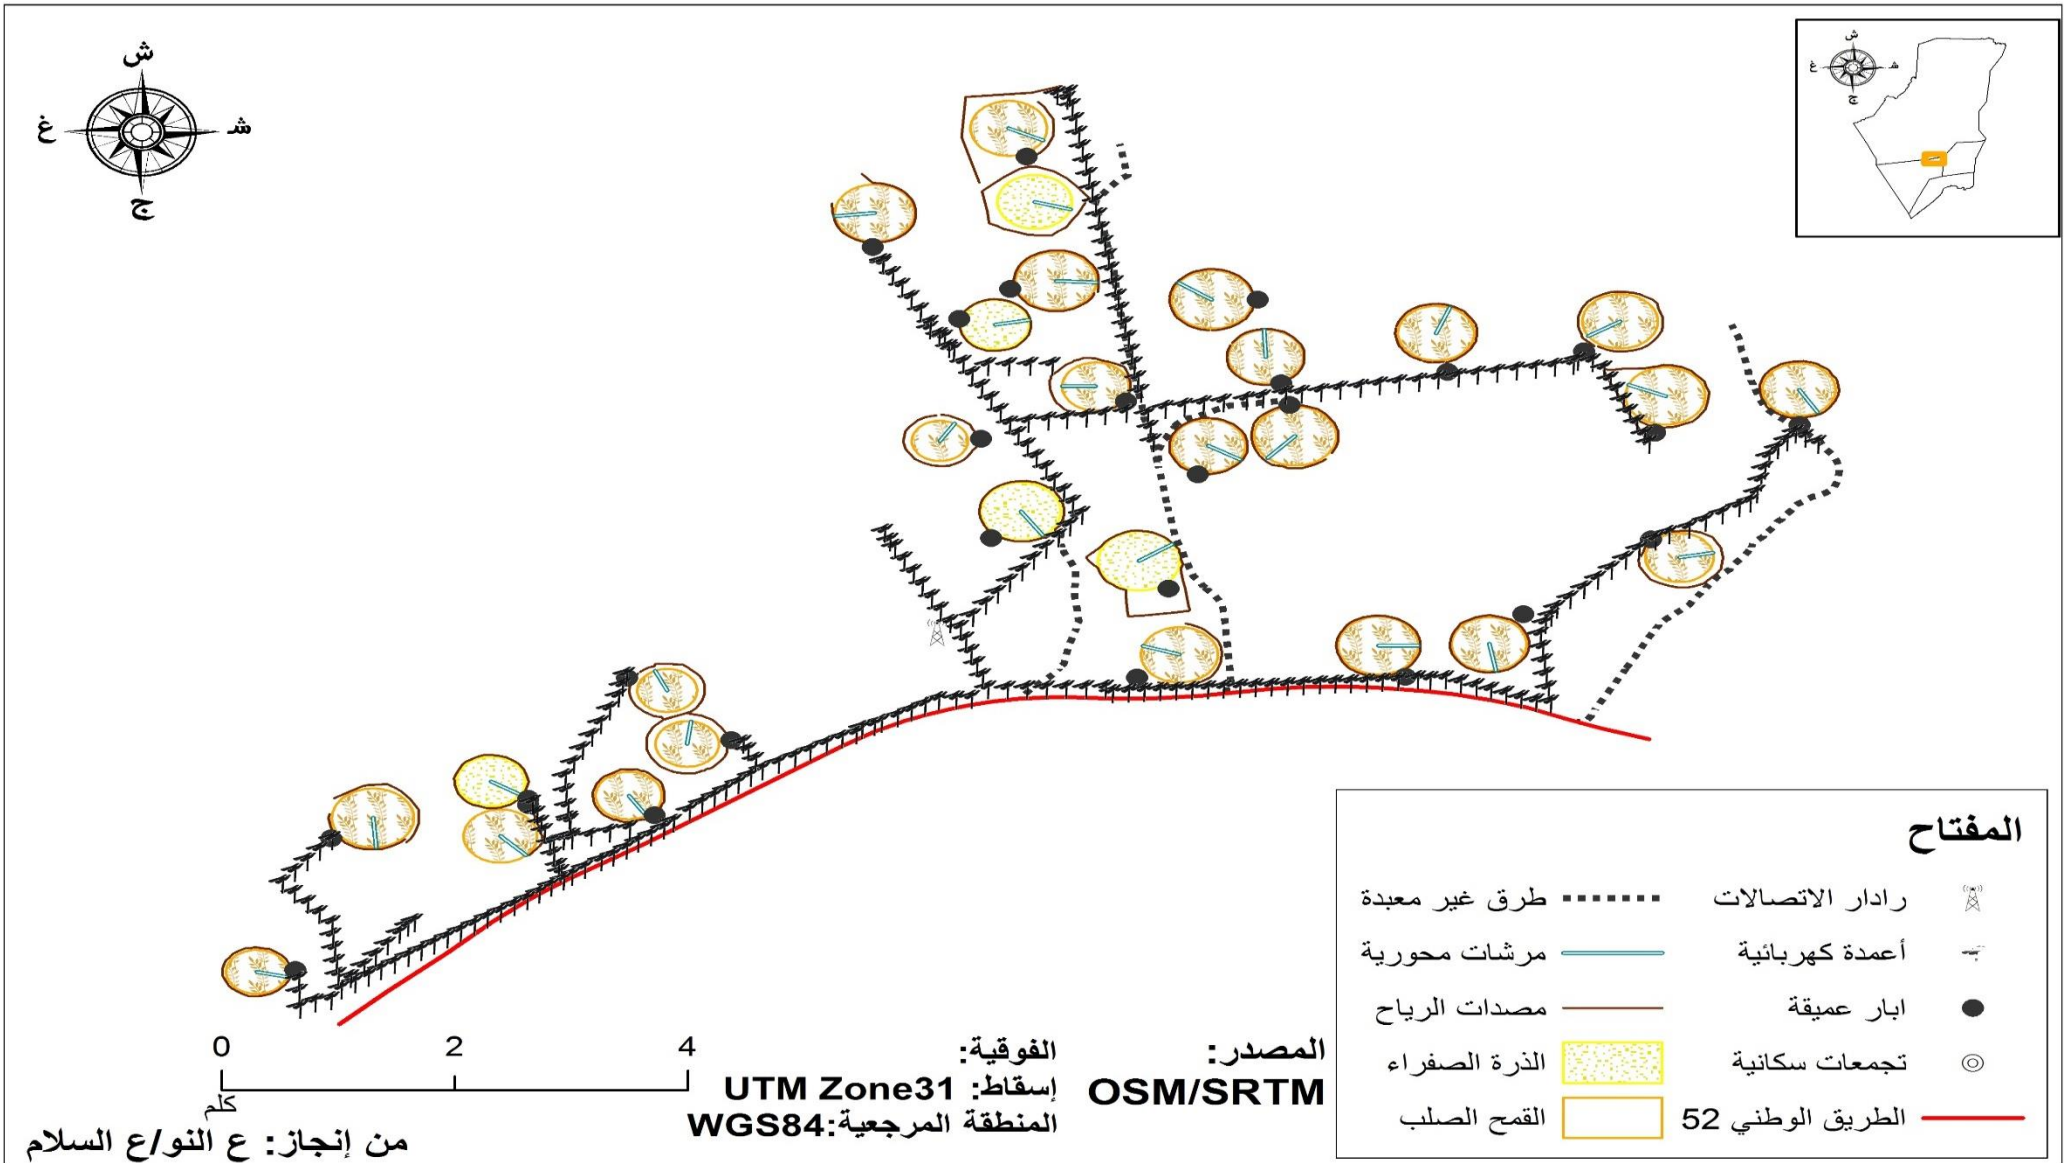 ش
غ
شـ
ج
ش
غ
شـ
ج
المفتاح
رادار الاتصالات
طرق غير معبدة
أعمدة كهربائية
مرشات محورية
ابار عميقة
مصدات الرياح
تجمعات سكانية
الذرة الصفراء
الطريق الوطني 52
القمح الصلب
0 2 4
كلم
المصدر:
OSM/SRTM
الفوقية:
إسقاط: UTM Zone31
المنطقة المرجعية:WGS84
من إنجاز: ع النو/ع السلام